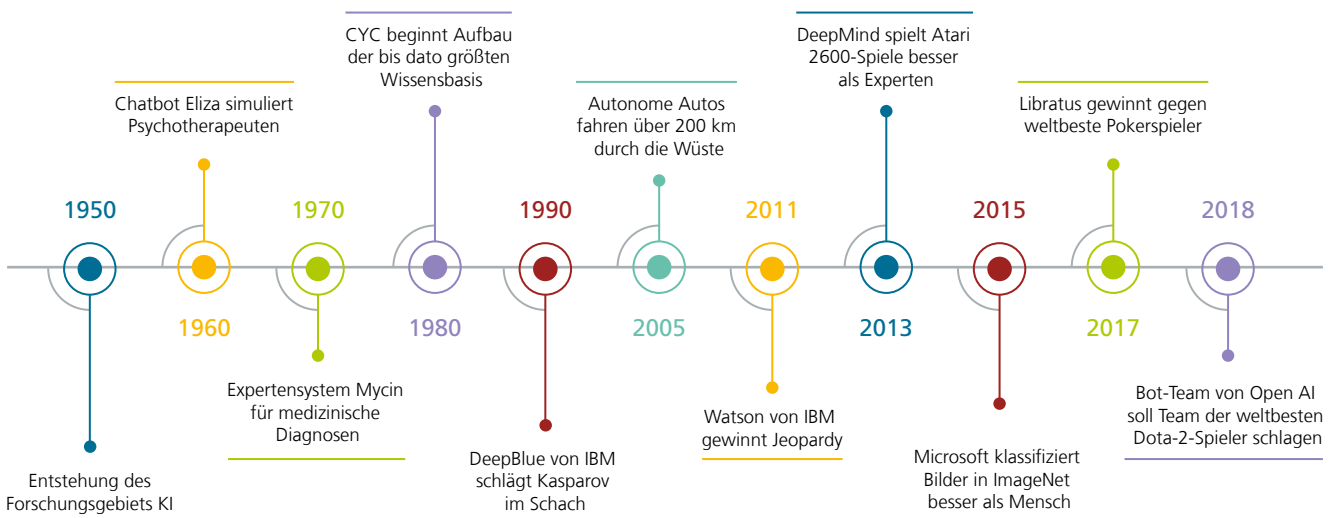 1950
Entstehung des
Forschungsgebiets KI
Chatbot Eliza simuliert
Psychotherapeuten
1960
1970
Expertensystem Mycin
für medizinische
Diagnosen
CYC beginnt Aufbau
der bis dato größten
Wissensbasis
1980
1990
DeepBlue von IBM
schlägt Kasparov
im Schach
Autonome Autos
fahren über 200 km
durch die Wüste
2005
2011
Watson von IBM
gewinnt Jeopardy
DeepMind spielt Atari
2600-Spiele besser
als Experten
2013
2015
Microsoft klassifiziert
Bilder in ImageNet
besser als Mensch
Libratus gewinnt gegen
weltbeste Pokerspieler
2017
2018
Bot-Team von Open AI
soll Team der weltbesten
Dota-2-Spieler schlagen